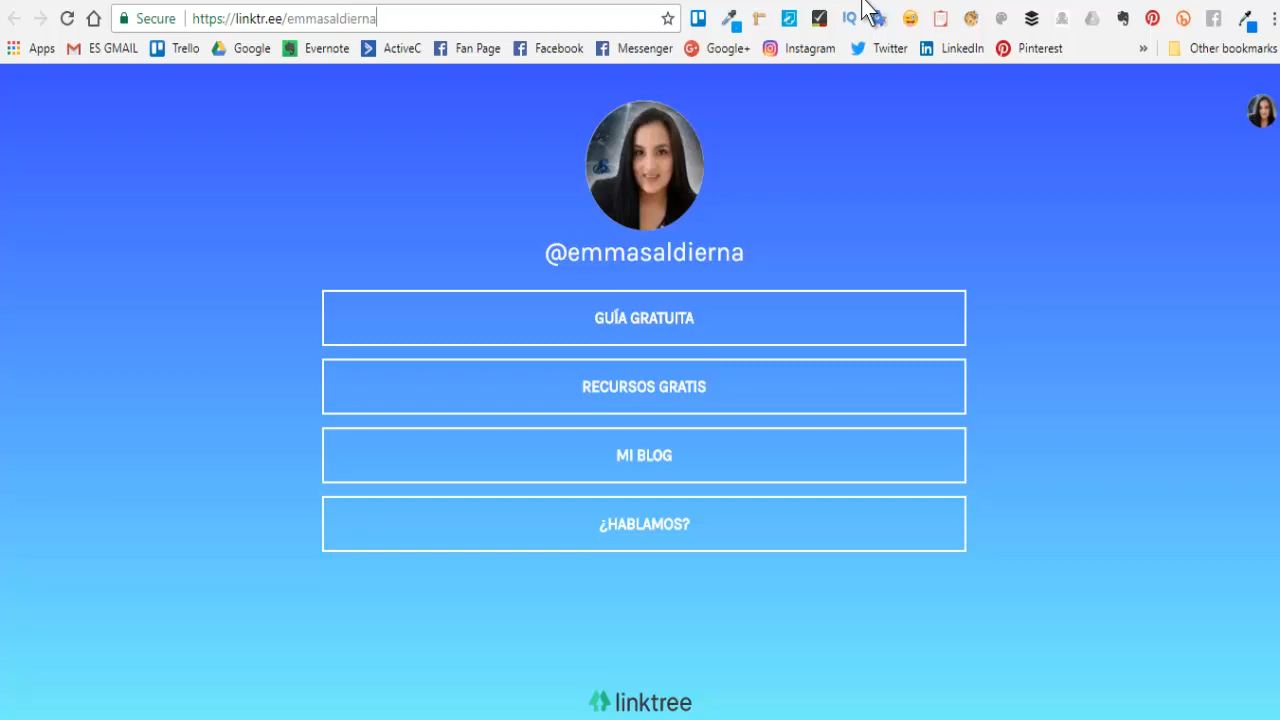 Secure https://linktr.ee/emmasaldierna
IQ
Apps ES GMAIL Trello Google Evernote ActiveC Fan Page Facebook Messenger Google+ Instagram Twitter LinkedIn Pinterest » Other bookmarks
@emmasaldierna
GUÍA GRATUITA
RECURSOS GRATIS
MI BLOG
¿HABLAMOS?
linktree